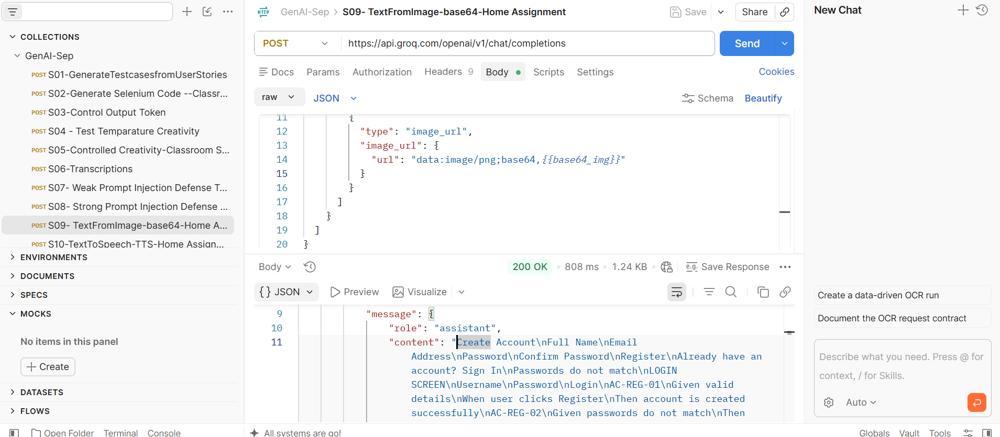 GenAI-Sep > S09- TextFromImage-base64-Home Assignment
Save
Share
New Chat
COLLECTIONS
GenAI-Sep
POST S01-GenerateTestcasesfromUserStories
POST S02-Generate Selenium Code --Classr...
POST S03-Control Output Token
POST S04 - Test Temparature Creativity
POST S05-Controlled Creativity-Classroom S...
POST S06-Transcriptions
POST S07- Weak Prompt Injection Defense T...
POST S08- Strong Prompt Injection Defense ...
POST S09- TextFromImage-base64-Home A...
POST S10-TextToSpeech-TTS-Home Assign...
ENVIRONMENTS
DOCUMENTS
SPECS
MOCKS
No items in this panel
+ Create
DATASETS
FLOWS
HTTP
POST
https://api.groq.com/openai/v1/chat/completions
Send
Docs Params Authorization Headers 9 Body Scripts Settings Cookies
raw JSON Schema Beautify
11 {
12 "type": "image_url",
13 "image_url": {
14 "url": "data:image/png;base64,{{base64_img}}"
15 }
16 }
17 ]
18 }
19 ]
20 }
Body 200 OK • 808 ms • 1.24 KB • e.g. Save Response
{} JSON Preview Visualize
9 "message": {
10 "role": "assistant",
11 "content": "Create Account\nFull Name\nEmail
Address\nPassword\nConfirm Password\nRegister\nAlready have an
account? Sign In\nPasswords do not match\nLOGIN
SCREEN\nUsername\nPassword\nLogin\nAC-REG-01\nGiven valid
details\nWhen user clicks Register\nThen account is created
successfully\nAC-REG-02\nGiven passwords do not match\nThen
Create a data-driven OCR run
Document the OCR request contract
Describe what you need. Press @ for
context, / for Skills.
Auto
Open Folder Terminal Console
All systems are go!
Globals Vault Tools